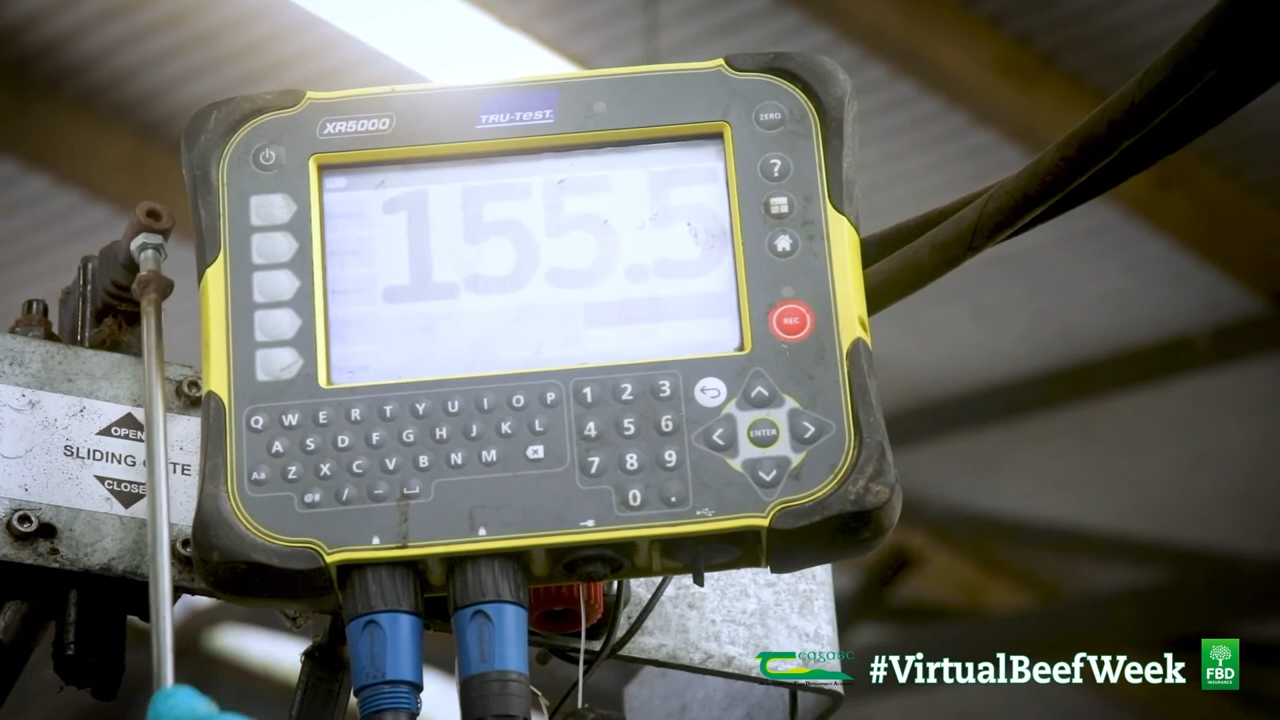 XR5000
TRU-TEST
ZERO
?
155.5
REC
Q W E R T Y U I O P
A S D F G H J K L
Aa Z X C V B N M
@# / -
1 2 3
4 5 6
7 8 9
0 .
ENTER
OPEN
SLIDING
CLOSE
teagasc
#VirtualBeefWeek
FBD
INSURANCE